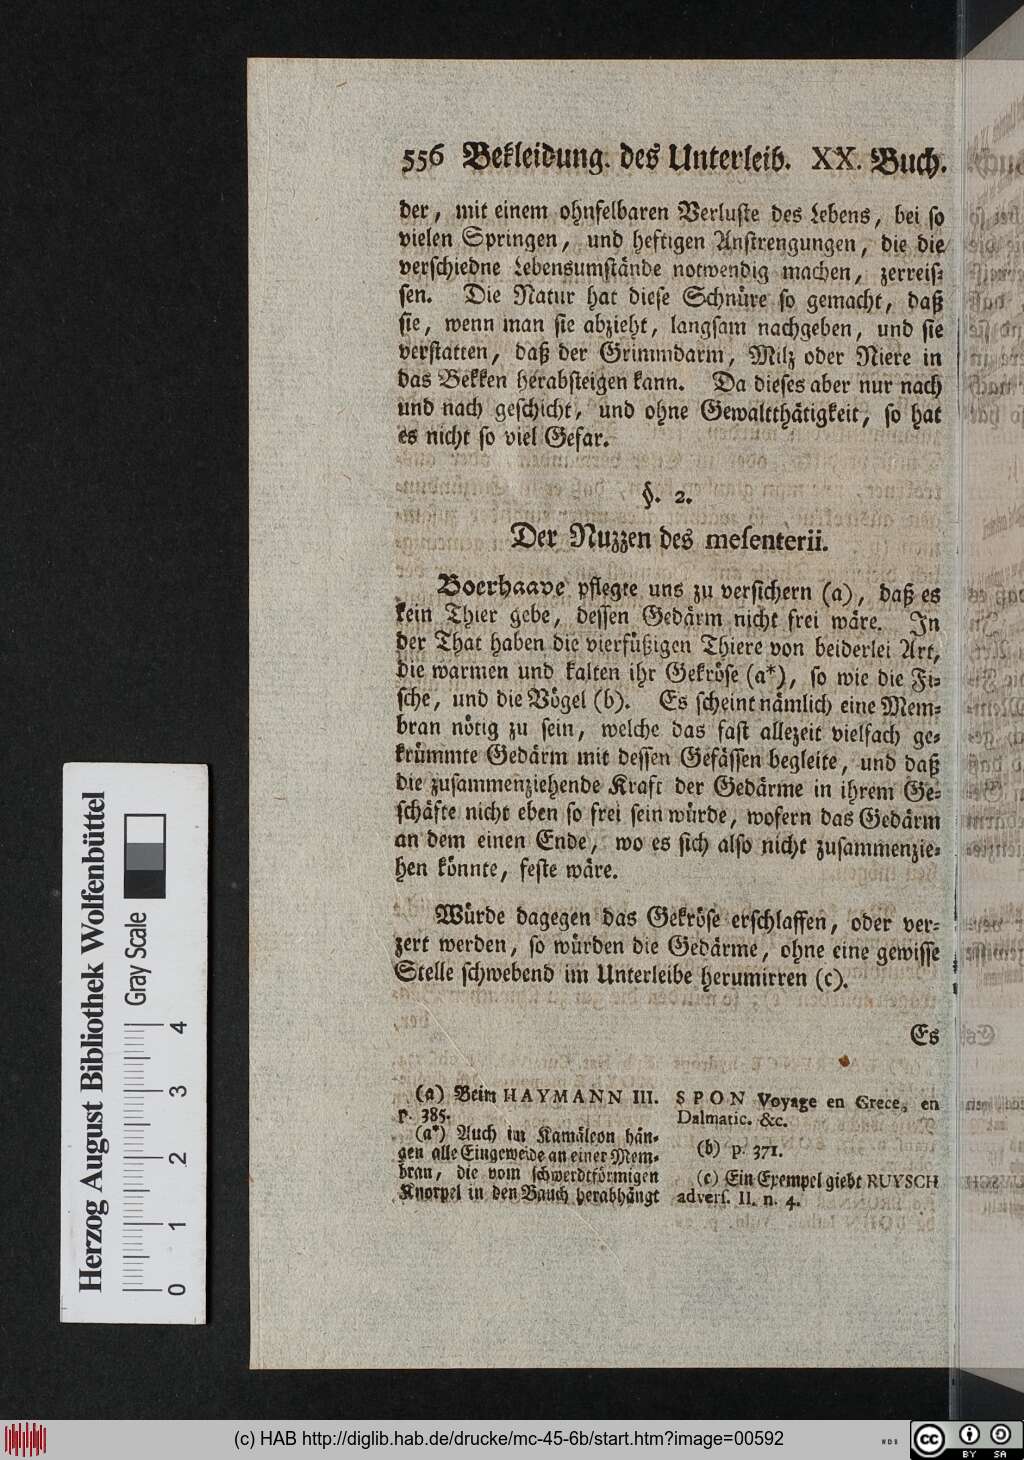 556 Bekleidung. des Unterleib. XX. Buch.
der, mit einem ohnfelbaren Verluste des Lebens, bei so
vielen Springen, und heftigen Anstrengungen, die die
verschiedne Lebensumstände notwendig machen, zerreis-
sen. Die Natur hat diese Schnüre so gemacht, daß
sie, wenn man sie abzieht, langsam nachgeben, und sie
verstatten, daß der Grimmdarm, Milz oder Niere in
das Bekken herabsteigen kann. Da dieses aber nur nach
und nach geschicht, und ohne Gewaltthätigkeit, so hat
es nicht so viel Gefar.
§. 2.
Der Nuzzen des mesenterii.
Boerhaave pflegte uns zu versichern (a), daß es
kein Thier gebe, dessen Gedärm nicht frei wäre. In
der That haben die vierfüßigen Thiere von beiderlei Art,
die warmen und kalten ihr Gekröse (a*), so wie die Fi-
sche, und die Vögel (b). Es scheint nämlich eine Mem-
bran nötig zu sein, welche das fast allezeit vielfach ge-
krümmte Gedärm mit dessen Gefässen begleite, und daß
die zusammenziehende Kraft der Gedärme in ihrem Ge-
schäfte nicht eben so frei sein würde, wofern das Gedärm
an dem einen Ende, wo es sich also nicht zusammenzie-
hen könnte, feste wäre.
Würde dagegen das Gekröse erschlaffen, oder ver-
zert werden, so würden die Gedärme, ohne eine gewisse
Stelle schwebend im Unterleibe herumirren (c).
Es
(a) Beim HAYMANN III.
p. 385.
(a*) Auch im Kamäleon hän-
gen alle Eingeweide an einer Mem-
bran, die vom schwerdtförmigen
Knorpel in den Bauch herabhängt
SPON Voyage en Grece, en
Dalmatic. &c.
(b) p. 371.
(c) Ein Exempel giebt RUYSCH
advers. II. n. 4.
Herzog August Bibliothek Wolfenbüttel
Gray Scale
0 1 2 3 4
(c) HAB http://diglib.hab.de/drucke/mc-45-6b/start.htm?image=00592
WDB
cc BY SA